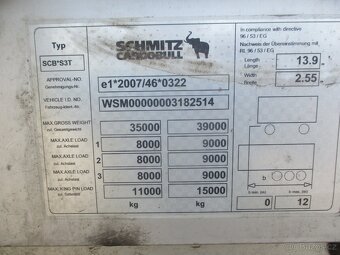 Typ
SCB*S3T
SCHMITZ
CARGOBULL
In compliance with directive
96 / 53 / EG
Nachweis der Übereinstimmung mit
RL 96 / 53 / EG
Length
Länge
13.9
Width
Breite
2.55
APPROVAL-NO.
Genehmigungs-Nr.
e1*2007/46*0322
VEHICLE I.D. NO.
Fahrzeug-Ident.-Nr.
WSM00000003182514
MAX.GROSS WEIGHT
zul. Gesamtgewicht
35000
39000
MAX.AXLE LOAD
zul. Achslast
1
8000
9000
MAX.AXLE LOAD
zul. Achslast
2
8000
9000
MAX.AXLE LOAD
zul. Achslast
3
8000
9000
MAX.KING PIN LOAD
zul. Sattellast
11000
15000
kg
kg
b
0
12